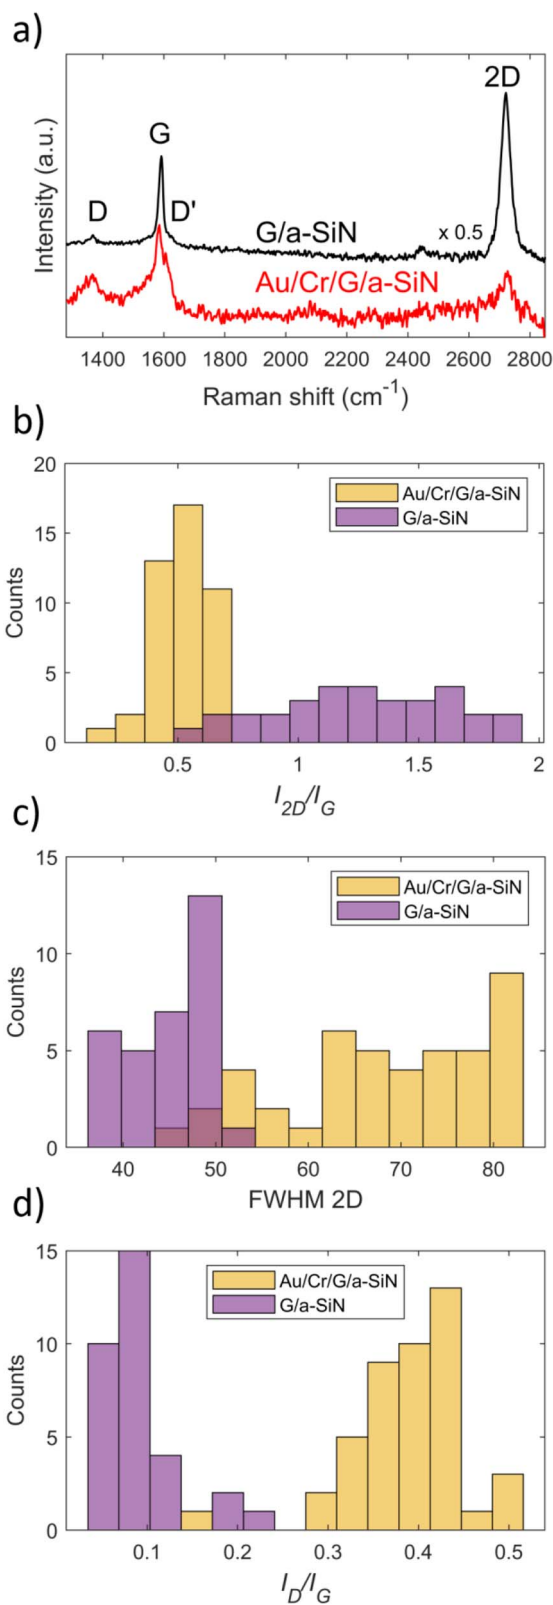 a)
Intensity (a.u.)
D
G
D'
2D
G/a-SiN
x 0.5
Au/Cr/G/a-SiN
1400 1600 1800 2000 2200 2400 2600 2800
Raman shift (cm-1)
b)
20
15
10
5
0
Counts
Au/Cr/G/a-SiN
G/a-SiN
0.5 1 1.5 2
I2D/IG
c)
15
10
5
0
Counts
Au/Cr/G/a-SiN
G/a-SiN
40 50 60 70 80
FWHM 2D
d)
15
10
5
0
Counts
Au/Cr/G/a-SiN
G/a-SiN
0.1 0.2 0.3 0.4 0.5
ID/IG